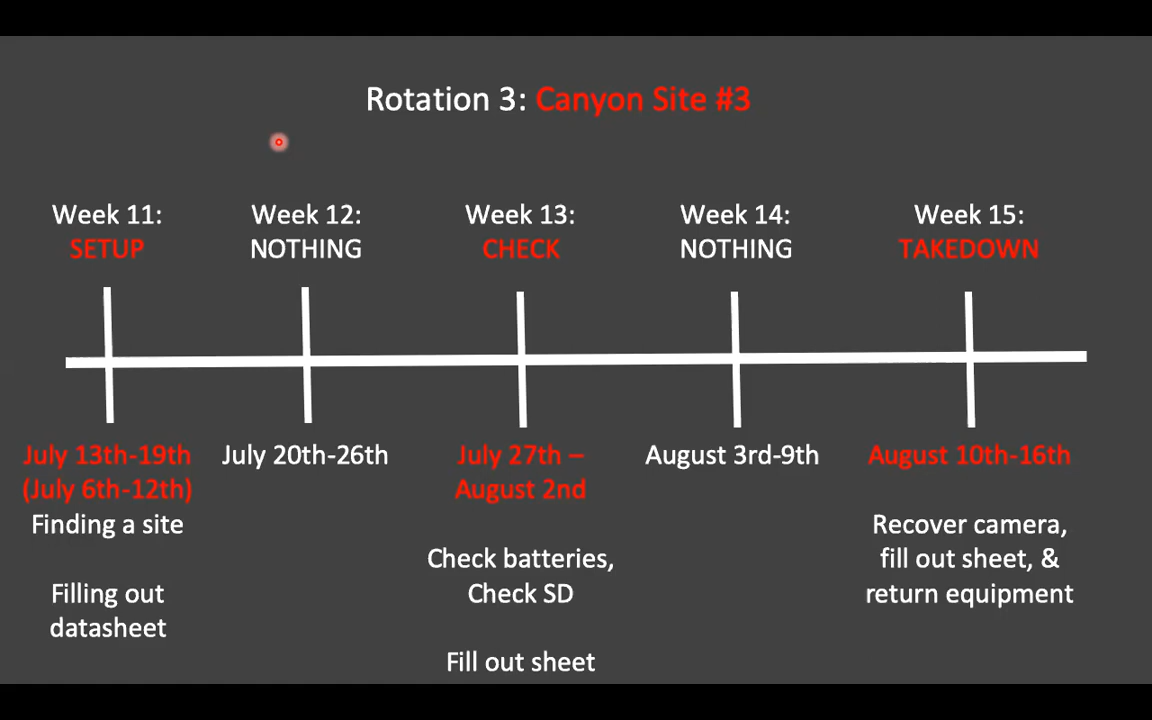 Rotation 3: Canyon Site #3
Week 11:
SETUP
Week 12:
NOTHING
Week 13:
CHECK
Week 14:
NOTHING
Week 15:
TAKEDOWN
July 13th-19th
(July 6th-12th)
Finding a site
Filling out
datasheet
July 20th-26th
July 27th –
August 2nd
Check batteries,
Check SD
Fill out sheet
August 3rd-9th
August 10th-16th
Recover camera,
fill out sheet, &
return equipment